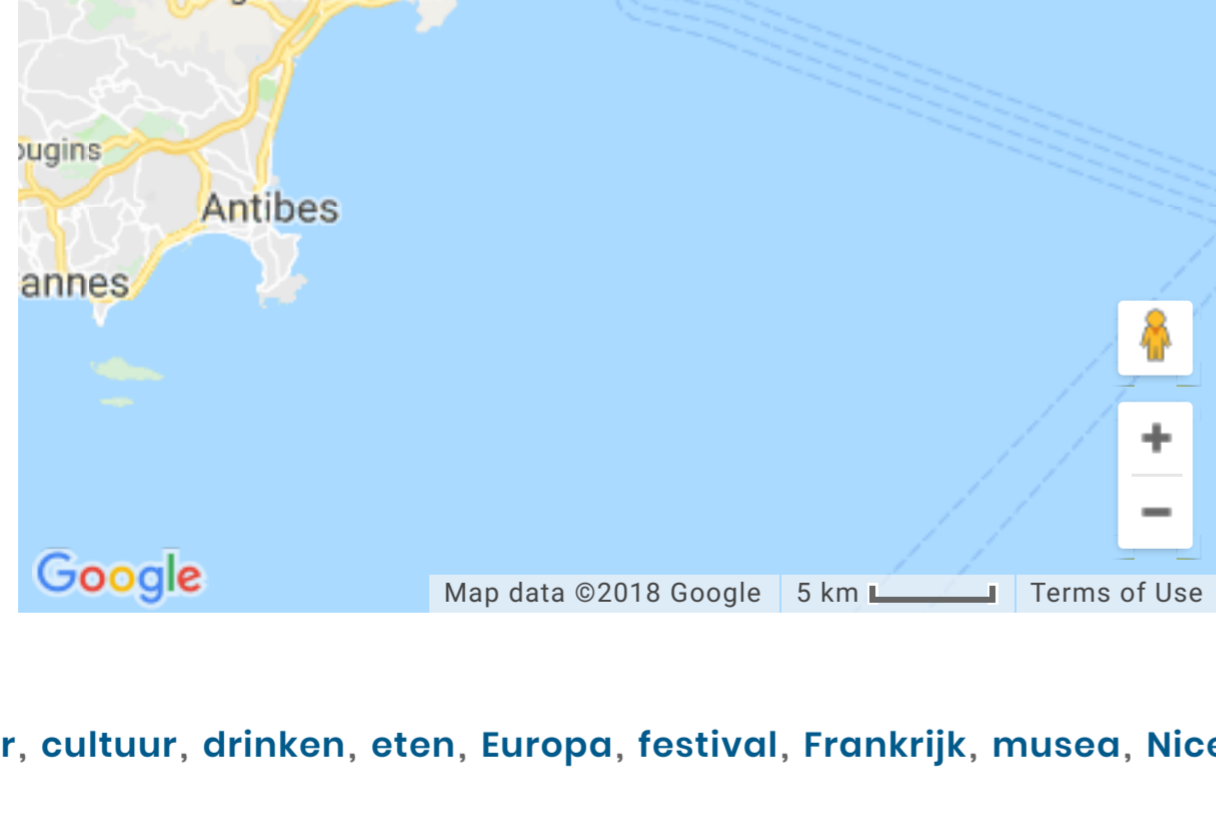 ougins
Antibes
annes
Google
Map data ©2018 Google 5 km Terms of Use
r, cultuur, drinken, eten, Europa, festival, Frankrijk, musea, Nice